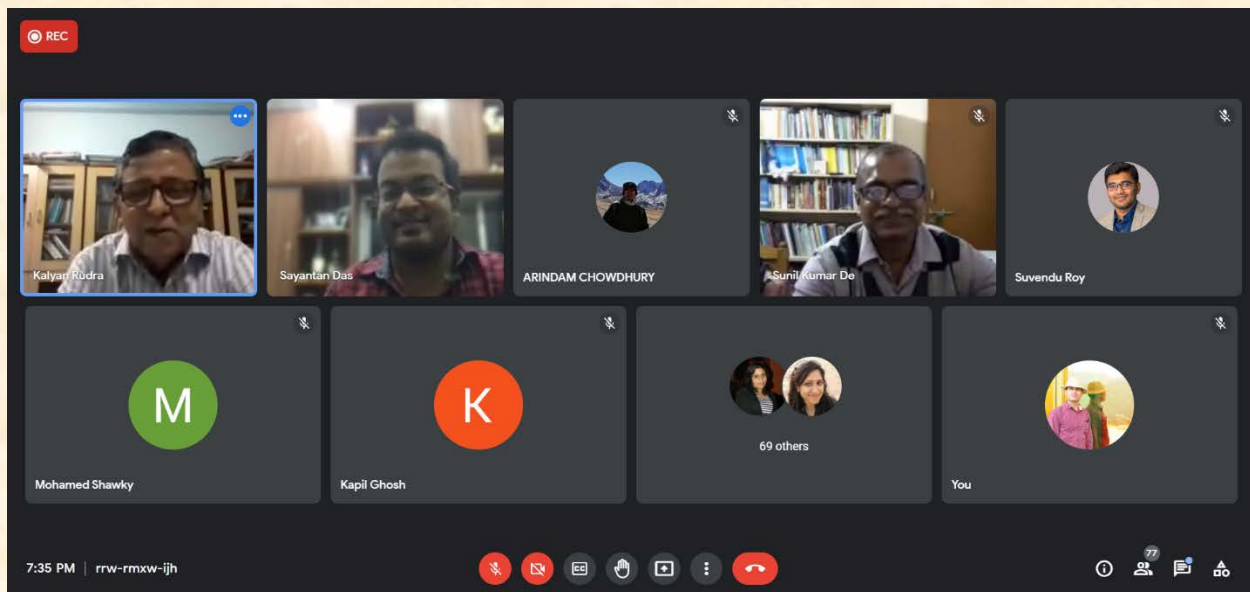 REC
Kalyan Rudra
Sayantan Das
ARINDAM CHOWDHURY
Sunil Kumar De
Suvendu Roy
M
Mohamed Shawky
K
Kapil Ghosh
69 others
You
7:35 PM | rrw-rmxw-ijh
CC
77